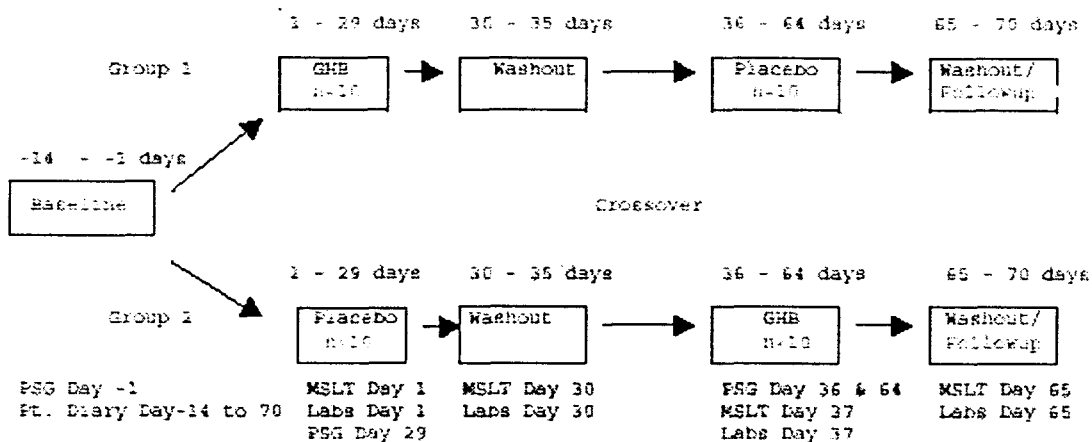 1 - 29 days 30 - 35 days 36 - 64 days 65 - 70 days
Group 1 GHB Washout Placebo Washout/
n=10 n=10 Followup
-14 - -1 days
Baseline
Crossover
1 - 29 days 30 - 35 days 36 - 64 days 65 - 70 days
Group 2 Placebo Washout GHB Washout/
n=10 n=10 Followup
PSG Day -1 MSLT Day 1 MSLT Day 30 PSG Day 36 & 64 MSLT Day 65
Pt. Diary Day-14 to 70 Labs Day 1 Labs Day 30 MSLT Day 37 Labs Day 65
PSG Day 29 Labs Day 37